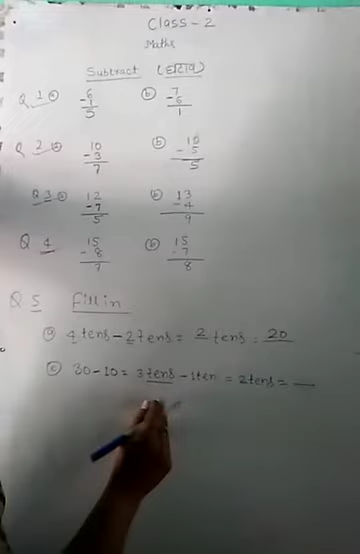 Class - 2
Maths
Subtract (घटाव)
Q 1 a 6 - 1 5 b - 7 6 1
Q 2 a 10 - 3 7 b 10 - 5 5
Q 3 a 12 - 7 5 b 13 - 4 9
Q 4 15 - 8 7 b 15 - 7 8
Q 5 Fill in
a 4 tens - 2 tens = 2 tens = 20
c 30 - 10 = 3 tens - 1 ten = 2 tens = __